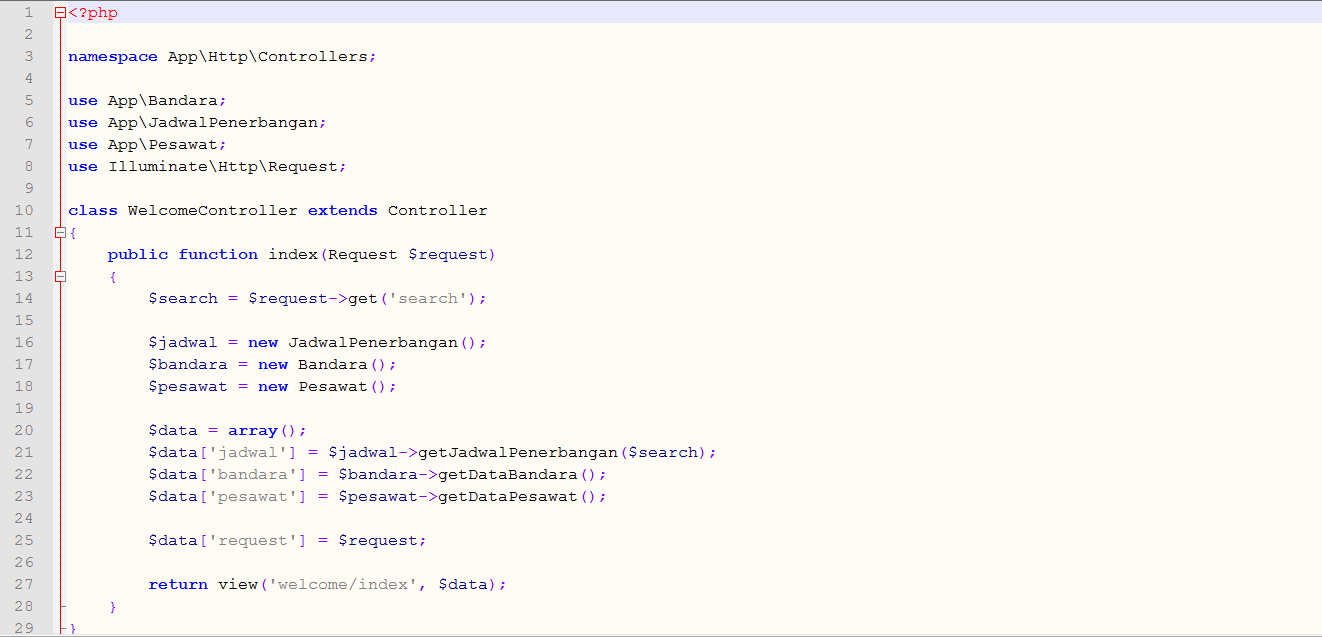 1 <?php
2
3 namespace App\Http\Controllers;
4
5 use App\Bandara;
6 use App\JadwalPenerbangan;
7 use App\Pesawat;
8 use Illuminate\Http\Request;
9
10 class WelcomeController extends Controller
11 {
12     public function index(Request $request)
13     {
14         $search = $request->get('search');
15
16         $jadwal = new JadwalPenerbangan();
17         $bandara = new Bandara();
18         $pesawat = new Pesawat();
19
20         $data = array();
21         $data['jadwal'] = $jadwal->getJadwalPenerbangan($search);
22         $data['bandara'] = $bandara->getDataBandara();
23         $data['pesawat'] = $pesawat->getDataPesawat();
24
25         $data['request'] = $request;
26
27         return view('welcome/index', $data);
28     }
29 }